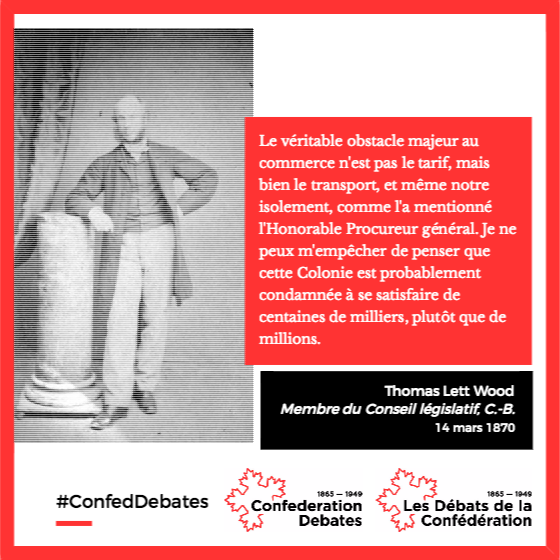 Le véritable obstacle majeur au
commerce n'est pas le tarif, mais
bien le transport, et même notre
isolement, comme l'a mentionné
l'Honorable Procureur général. Je ne
peux m'empêcher de penser que
cette Colonie est probablement
condamnée à se satisfaire de
centaines de milliers, plutôt que de
millions.
Thomas Lett Wood
Membre du Conseil législatif, C.-B.
14 mars 1870
#ConfedDebates
1865 — 1949
Confederation
Debates
1865 — 1949
Les Débats de la
Confédération